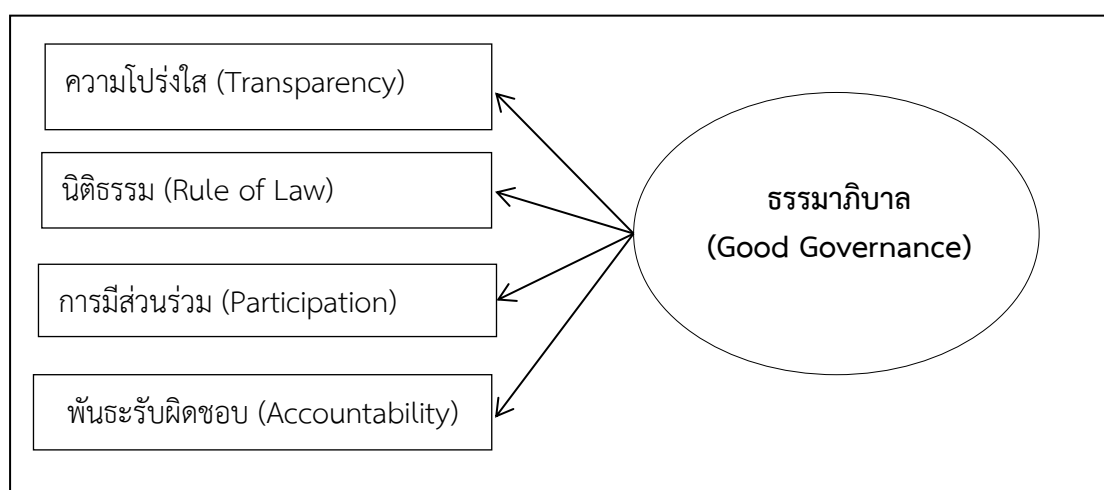 ความโปร่งใส (Transparency)
นิติธรรม (Rule of Law)
การมีส่วนร่วม (Participation)
พันธะรับผิดชอบ (Accountability)
ธรรมาภิบาล
(Good Governance)